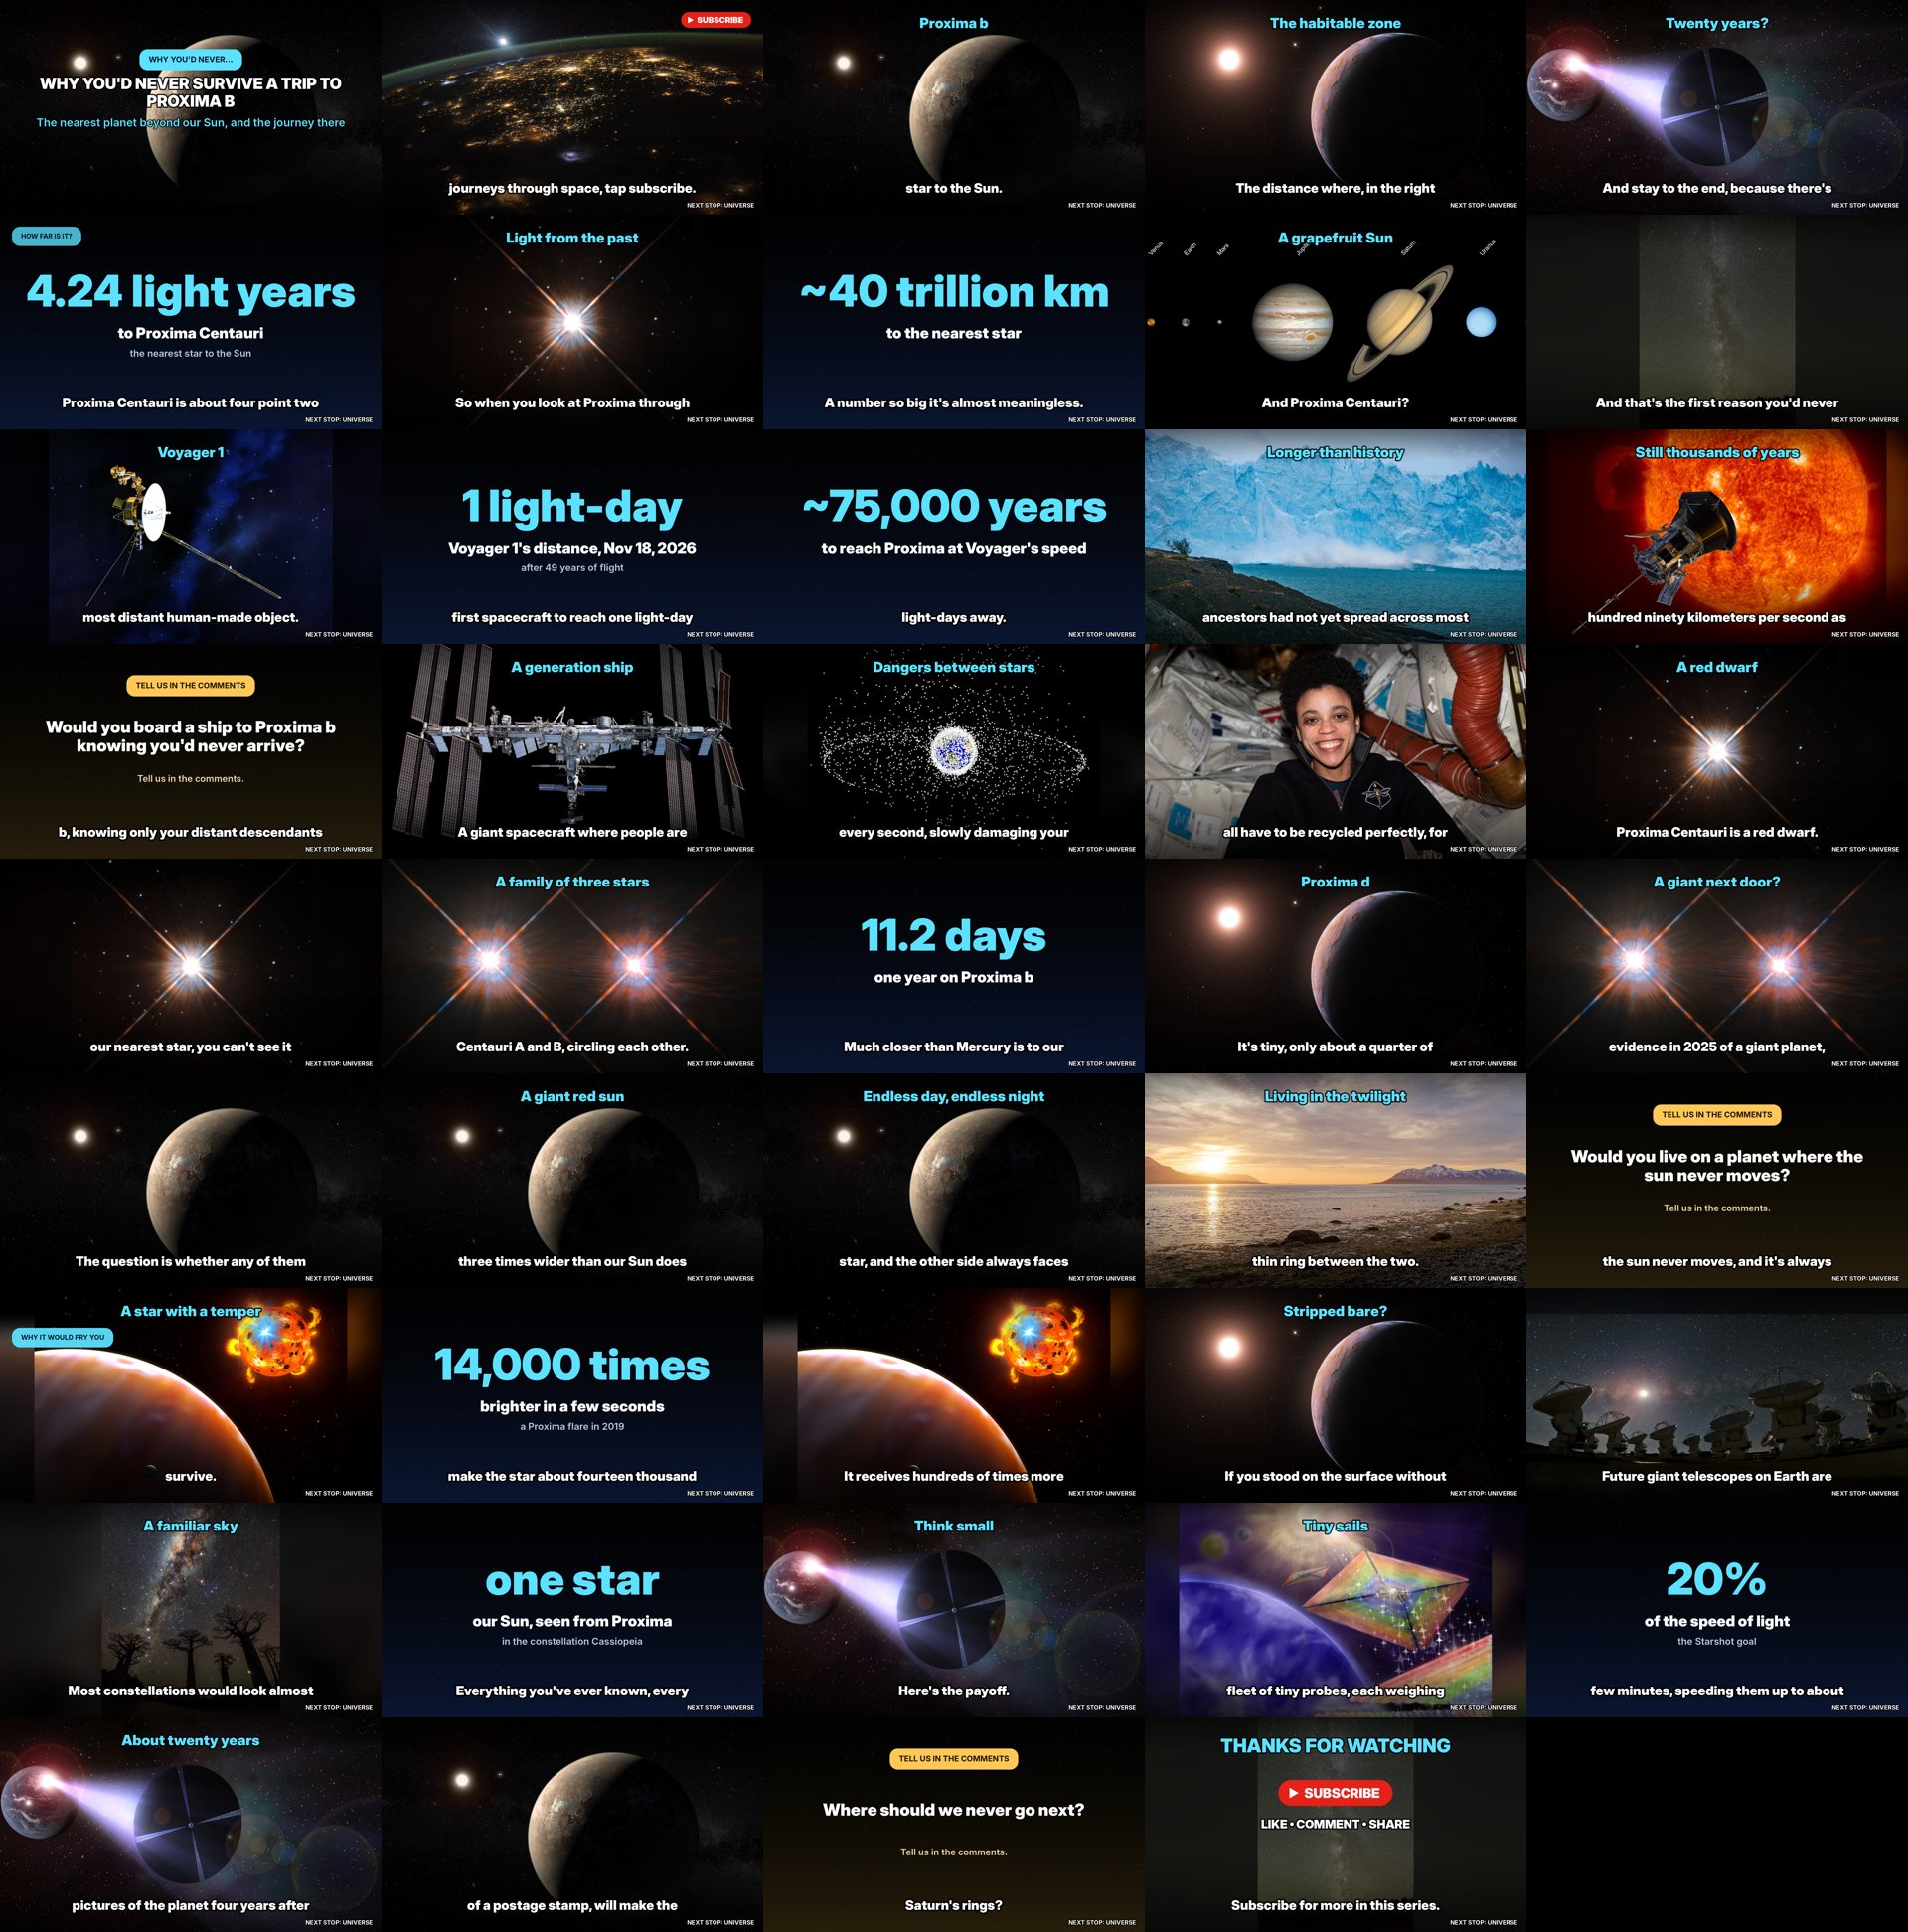 WHY YOU'D NEVER...
WHY YOU'D NEVER SURVIVE A TRIP TO
PROXIMA B
The nearest planet beyond our Sun, and the journey there
SUBSCRIBE
journeys through space, tap subscribe.
NEXT STOP: UNIVERSE
Proxima b
star to the Sun.
NEXT STOP: UNIVERSE
The habitable zone
The distance where, in the right
NEXT STOP: UNIVERSE
Twenty years?
And stay to the end, because there's
NEXT STOP: UNIVERSE
HOW FAR IS IT?
4.24 light years
to Proxima Centauri
the nearest star to the Sun
Proxima Centauri is about four point two
NEXT STOP: UNIVERSE
Light from the past
So when you look at Proxima through
NEXT STOP: UNIVERSE
~40 trillion km
to the nearest star
A number so big it's almost meaningless.
NEXT STOP: UNIVERSE
A grapefruit Sun
Venus
Earth
Mars
Saturn
Uranus
And Proxima Centauri?
NEXT STOP: UNIVERSE
And that's the first reason you'd never
NEXT STOP: UNIVERSE
Voyager 1
most distant human-made object.
NEXT STOP: UNIVERSE
1 light-day
Voyager 1's distance, Nov 18, 2026
after 49 years of flight
first spacecraft to reach one light-day
NEXT STOP: UNIVERSE
~75,000 years
to reach Proxima at Voyager's speed
light-days away.
NEXT STOP: UNIVERSE
Longer than history
ancestors had not yet spread across most
NEXT STOP: UNIVERSE
Still thousands of years
hundred ninety kilometers per second as
NEXT STOP: UNIVERSE
TELL US IN THE COMMENTS
Would you board a ship to Proxima b
knowing you'd never arrive?
Tell us in the comments.
b, knowing only your distant descendants
NEXT STOP: UNIVERSE
A generation ship
A giant spacecraft where people are
NEXT STOP: UNIVERSE
Dangers between stars
every second, slowly damaging your
NEXT STOP: UNIVERSE
all have to be recycled perfectly, for
NEXT STOP: UNIVERSE
A red dwarf
Proxima Centauri is a red dwarf.
NEXT STOP: UNIVERSE
our nearest star, you can't see it
NEXT STOP: UNIVERSE
A family of three stars
Centauri A and B, circling each other.
NEXT STOP: UNIVERSE
11.2 days
one year on Proxima b
Much closer than Mercury is to our
NEXT STOP: UNIVERSE
Proxima d
It's tiny, only about a quarter of
NEXT STOP: UNIVERSE
A giant next door?
evidence in 2025 of a giant planet,
NEXT STOP: UNIVERSE
The question is whether any of them
NEXT STOP: UNIVERSE
A giant red sun
three times wider than our Sun does
NEXT STOP: UNIVERSE
Endless day, endless night
star, and the other side always faces
NEXT STOP: UNIVERSE
Living in the twilight
thin ring between the two.
NEXT STOP: UNIVERSE
TELL US IN THE COMMENTS
Would you live on a planet where the
sun never moves?
Tell us in the comments.
the sun never moves, and it's always
NEXT STOP: UNIVERSE
A star with a temper
WHY IT WOULD FRY YOU
survive.
NEXT STOP: UNIVERSE
14,000 times
brighter in a few seconds
a Proxima flare in 2019
make the star about fourteen thousand
NEXT STOP: UNIVERSE
It receives hundreds of times more
NEXT STOP: UNIVERSE
Stripped bare?
If you stood on the surface without
NEXT STOP: UNIVERSE
Future giant telescopes on Earth are
NEXT STOP: UNIVERSE
A familiar sky
Most constellations would look almost
NEXT STOP: UNIVERSE
one star
our Sun, seen from Proxima
in the constellation Cassiopeia
Everything you've ever known, every
NEXT STOP: UNIVERSE
Think small
Here's the payoff.
NEXT STOP: UNIVERSE
Tiny sails
fleet of tiny probes, each weighing
NEXT STOP: UNIVERSE
20%
of the speed of light
the Starshot goal
few minutes, speeding them up to about
NEXT STOP: UNIVERSE
About twenty years
pictures of the planet four years after
NEXT STOP: UNIVERSE
of a postage stamp, will make the
NEXT STOP: UNIVERSE
TELL US IN THE COMMENTS
Where should we never go next?
Tell us in the comments.
Saturn's rings?
NEXT STOP: UNIVERSE
THANKS FOR WATCHING
SUBSCRIBE
LIKE • COMMENT • SHARE
Subscribe for more in this series.
NEXT STOP: UNIVERSE